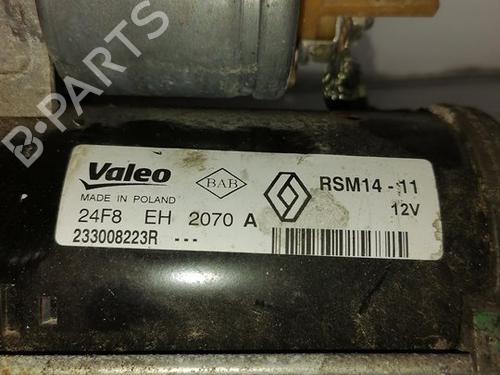 B-PARTS
Valeo
BAB
RSM14 - 11
MADE IN POLAND
12V
24F8 EH 2070 A
233008223R ---